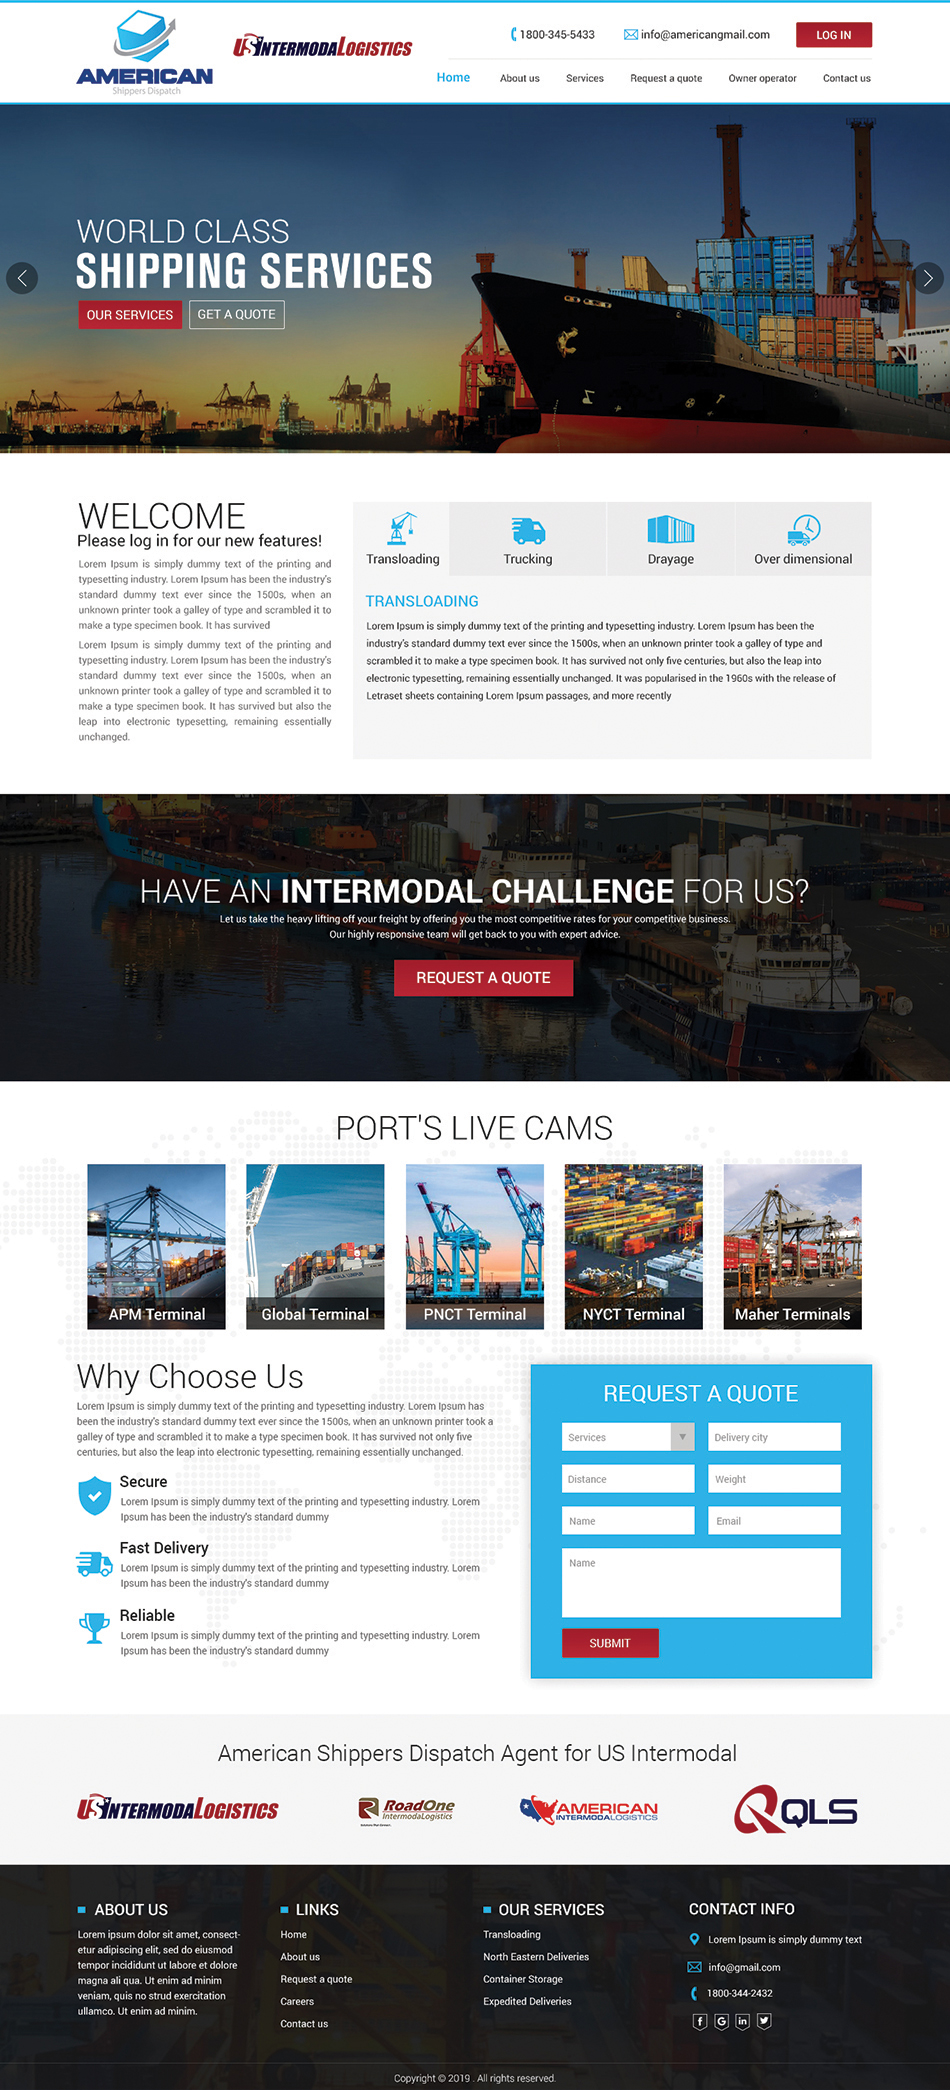 AMERICAN
Shippers Dispatch
USINTERMODALOGISTICS
1800-345-5433
info@americangmail.com
LOG IN
Home
About us
Services
Request a quote
Owner operator
Contact us
WORLD CLASS
SHIPPING SERVICES
OUR SERVICES
GET A QUOTE
WELCOME
Please log in for our new features!
Lorem Ipsum is simply dummy text of the printing and
typesetting industry. Lorem Ipsum has been the industry's
standard dummy text ever since the 1500s, when an
unknown printer took a galley of type and scrambled it to
make a type specimen book. It has survived
Lorem Ipsum is simply dummy text of the printing and
typesetting industry. Lorem Ipsum has been the industry's
standard dummy text ever since the 1500s, when an
unknown printer took a galley of type and scrambled it to
make a type specimen book. It has survived but also the
leap into electronic typesetting, remaining essentially
unchanged.
Transloading
Trucking
Drayage
Over dimensional
TRANSLOADING
Lorem Ipsum is simply dummy text of the printing and typesetting industry. Lorem Ipsum has been the
industry's standard dummy text ever since the 1500s, when an unknown printer took a galley of type and
scrambled it to make a type specimen book. It has survived not only five centuries, but also the leap into
electronic typesetting, remaining essentially unchanged. It was popularised in the 1960s with the release of
Letraset sheets containing Lorem Ipsum passages, and more recently
HAVE AN INTERMODAL CHALLENGE FOR US?
Let us take the heavy lifting off your freight by offering you the most competitive rates for your competitive business.
Our highly responsive team will get back to you with expert advice.
REQUEST A QUOTE
PORT'S LIVE CAMS
APM Terminal
Global Terminal
PNCT Terminal
NYCT Terminal
Maher Terminals
Why Choose Us
Lorem Ipsum is simply dummy text of the printing and typesetting industry. Lorem Ipsum has
been the industry's standard dummy text ever since the 1500s, when an unknown printer took a
galley of type and scrambled it to make a type specimen book. It has survived not only five
centuries, but also the leap into electronic typesetting, remaining essentially unchanged.
Secure
Lorem Ipsum is simply dummy text of the printing and typesetting industry. Lorem
Ipsum has been the industry's standard dummy
Fast Delivery
Lorem Ipsum is simply dummy text of the printing and typesetting industry. Lorem
Ipsum has been the industry's standard dummy
Reliable
Lorem Ipsum is simply dummy text of the printing and typesetting industry. Lorem
Ipsum has been the industry's standard dummy
REQUEST A QUOTE
Services
Delivery city
Distance
Weight
Name
Email
Name
SUBMIT
American Shippers Dispatch Agent for US Intermodal
USINTERMODALOGISTICS
RoadOne
IntermodaLogistics
AMERICAN
INTERMODALOGISTICS
QLS
ABOUT US
Lorem ipsum dolor sit amet, consect-
etur adipiscing elit, sed do eiusmod
tempor incididunt ut labore et dolore
magna ali qua. Ut enim ad minim
veniam, quis no strud exercitation
ullamco. Ut enim ad minim.
LINKS
Home
About us
Request a quote
Careers
Contact us
OUR SERVICES
Transloading
North Eastern Deliveries
Container Storage
Expedited Deliveries
CONTACT INFO
Lorem Ipsum is simply dummy text
info@gmail.com
1800-344-2432
Copyright © 2019 . All rights reserved.